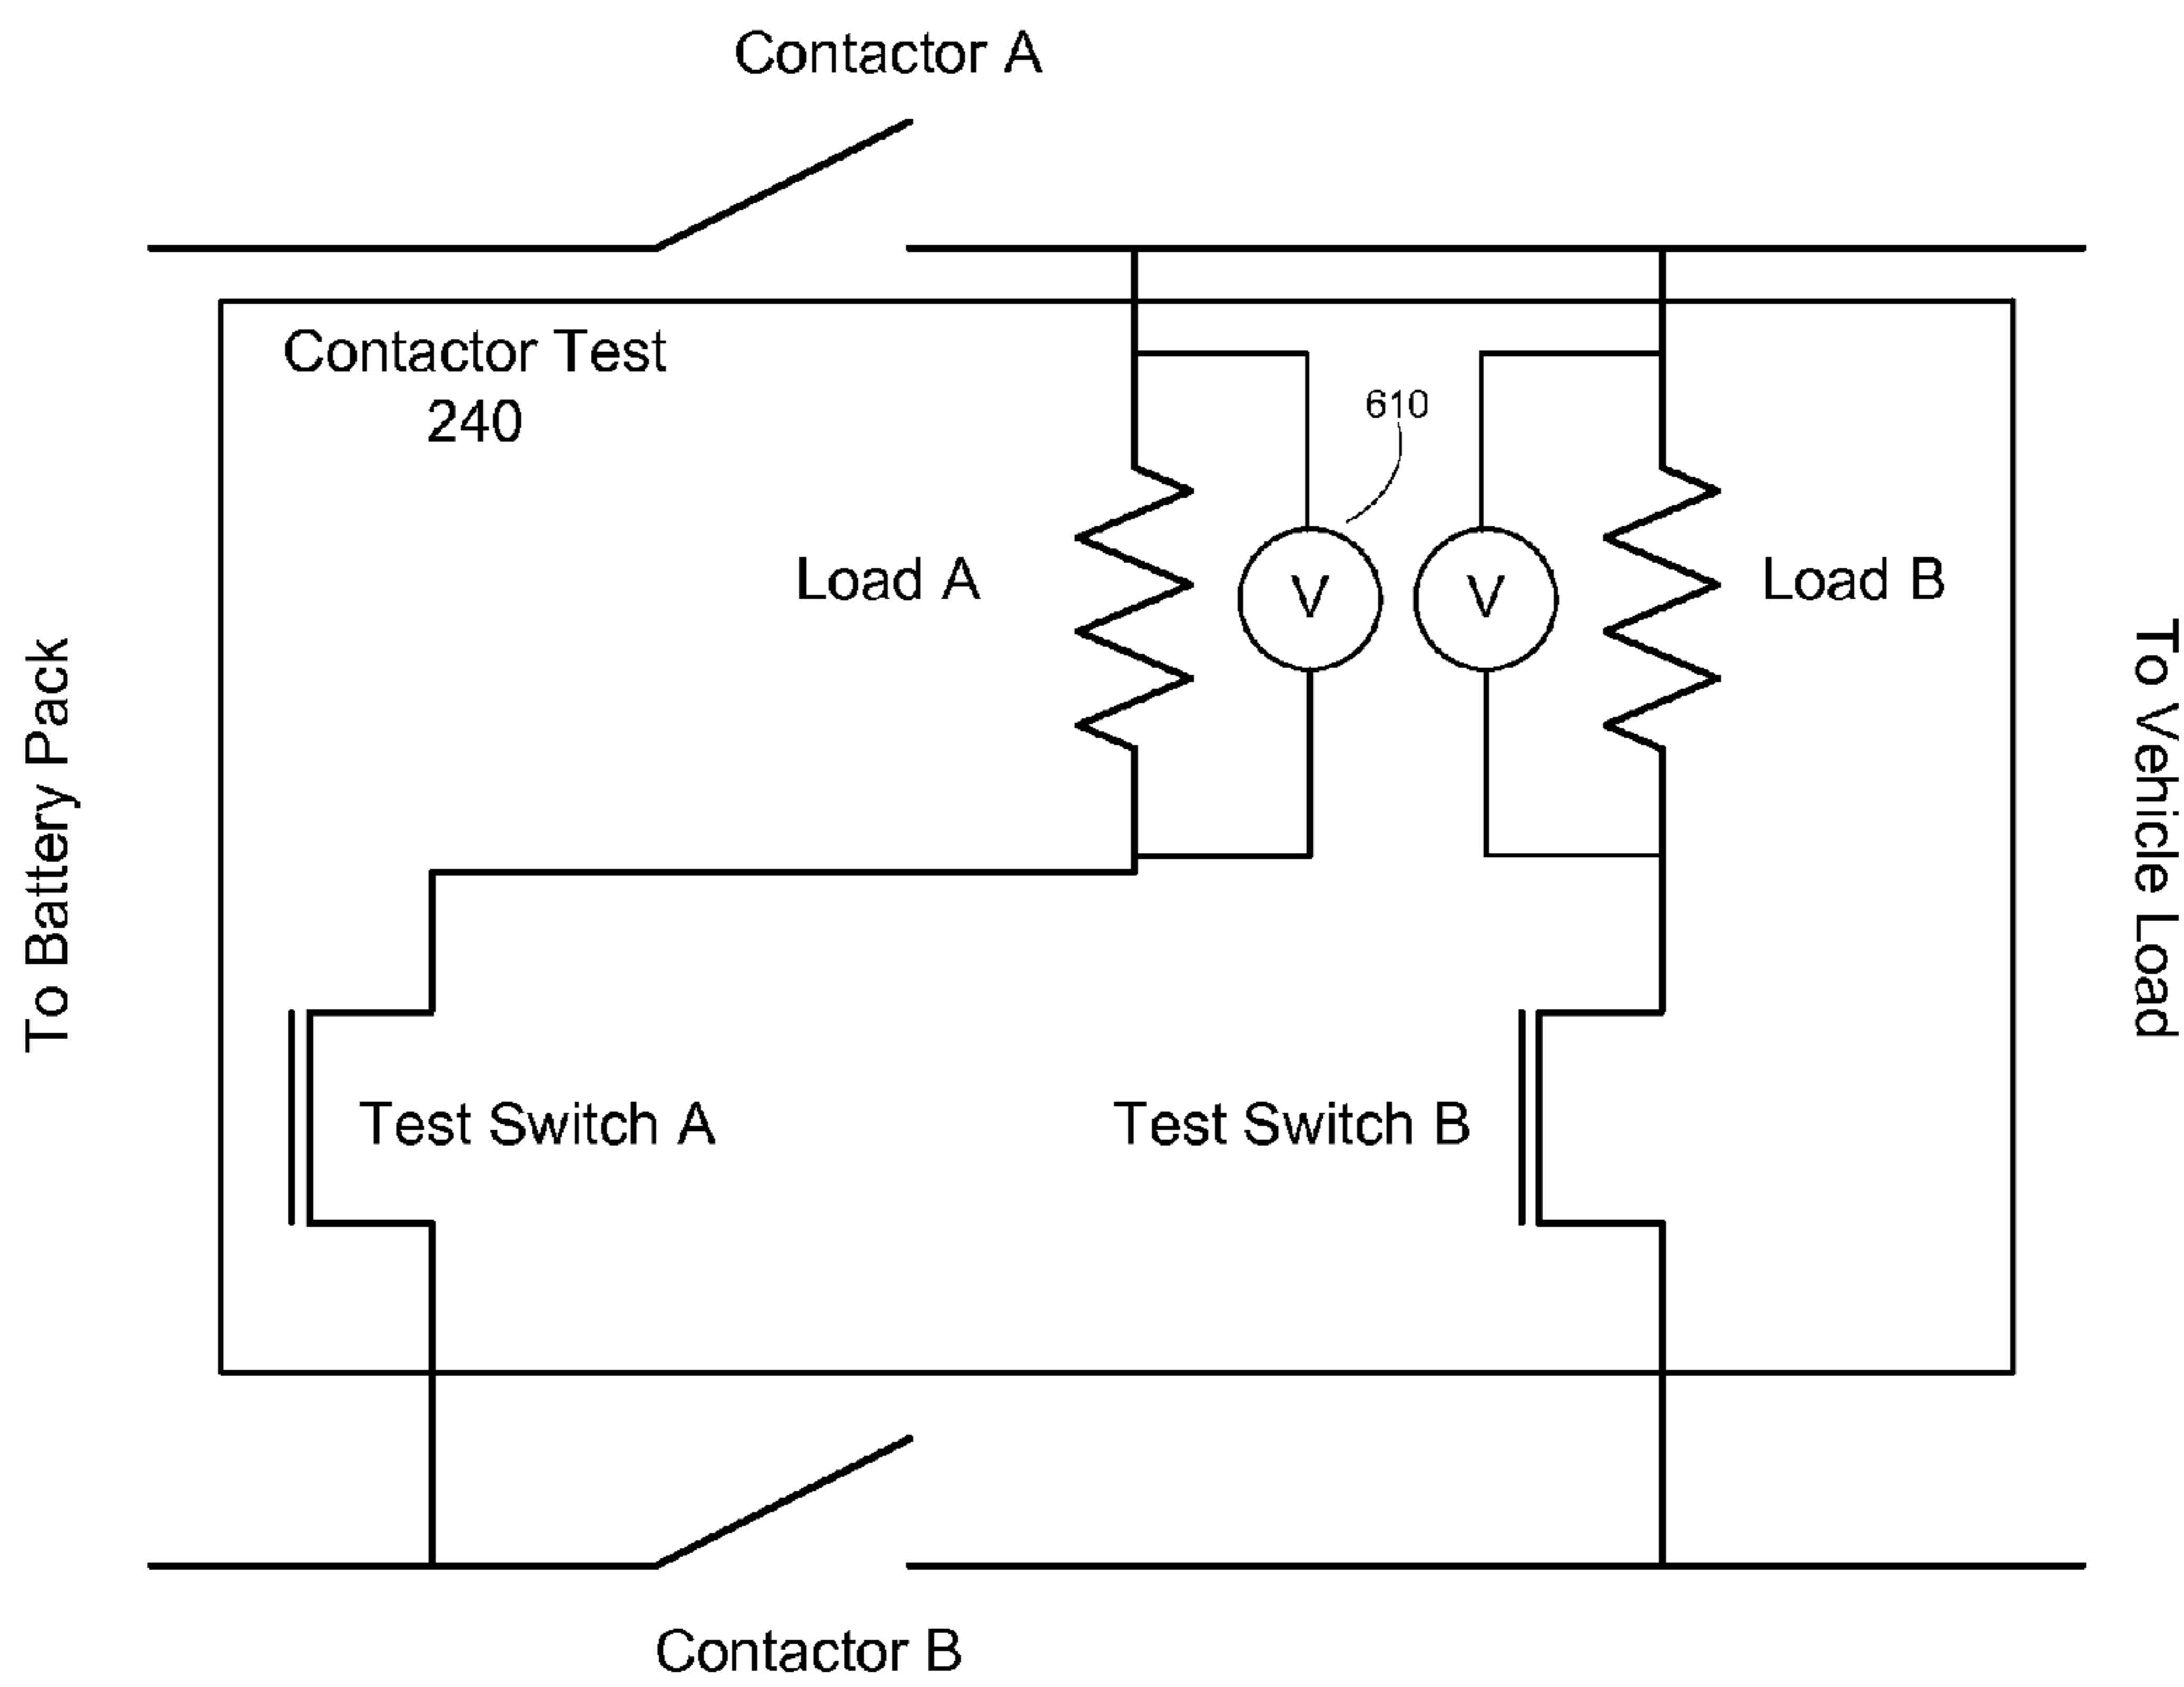 Contactor A
Contactor Test
240
610
Load A
V
V
Load B
To Battery Pack
To Vehicle Load
Test Switch A
Test Switch B
Contactor B